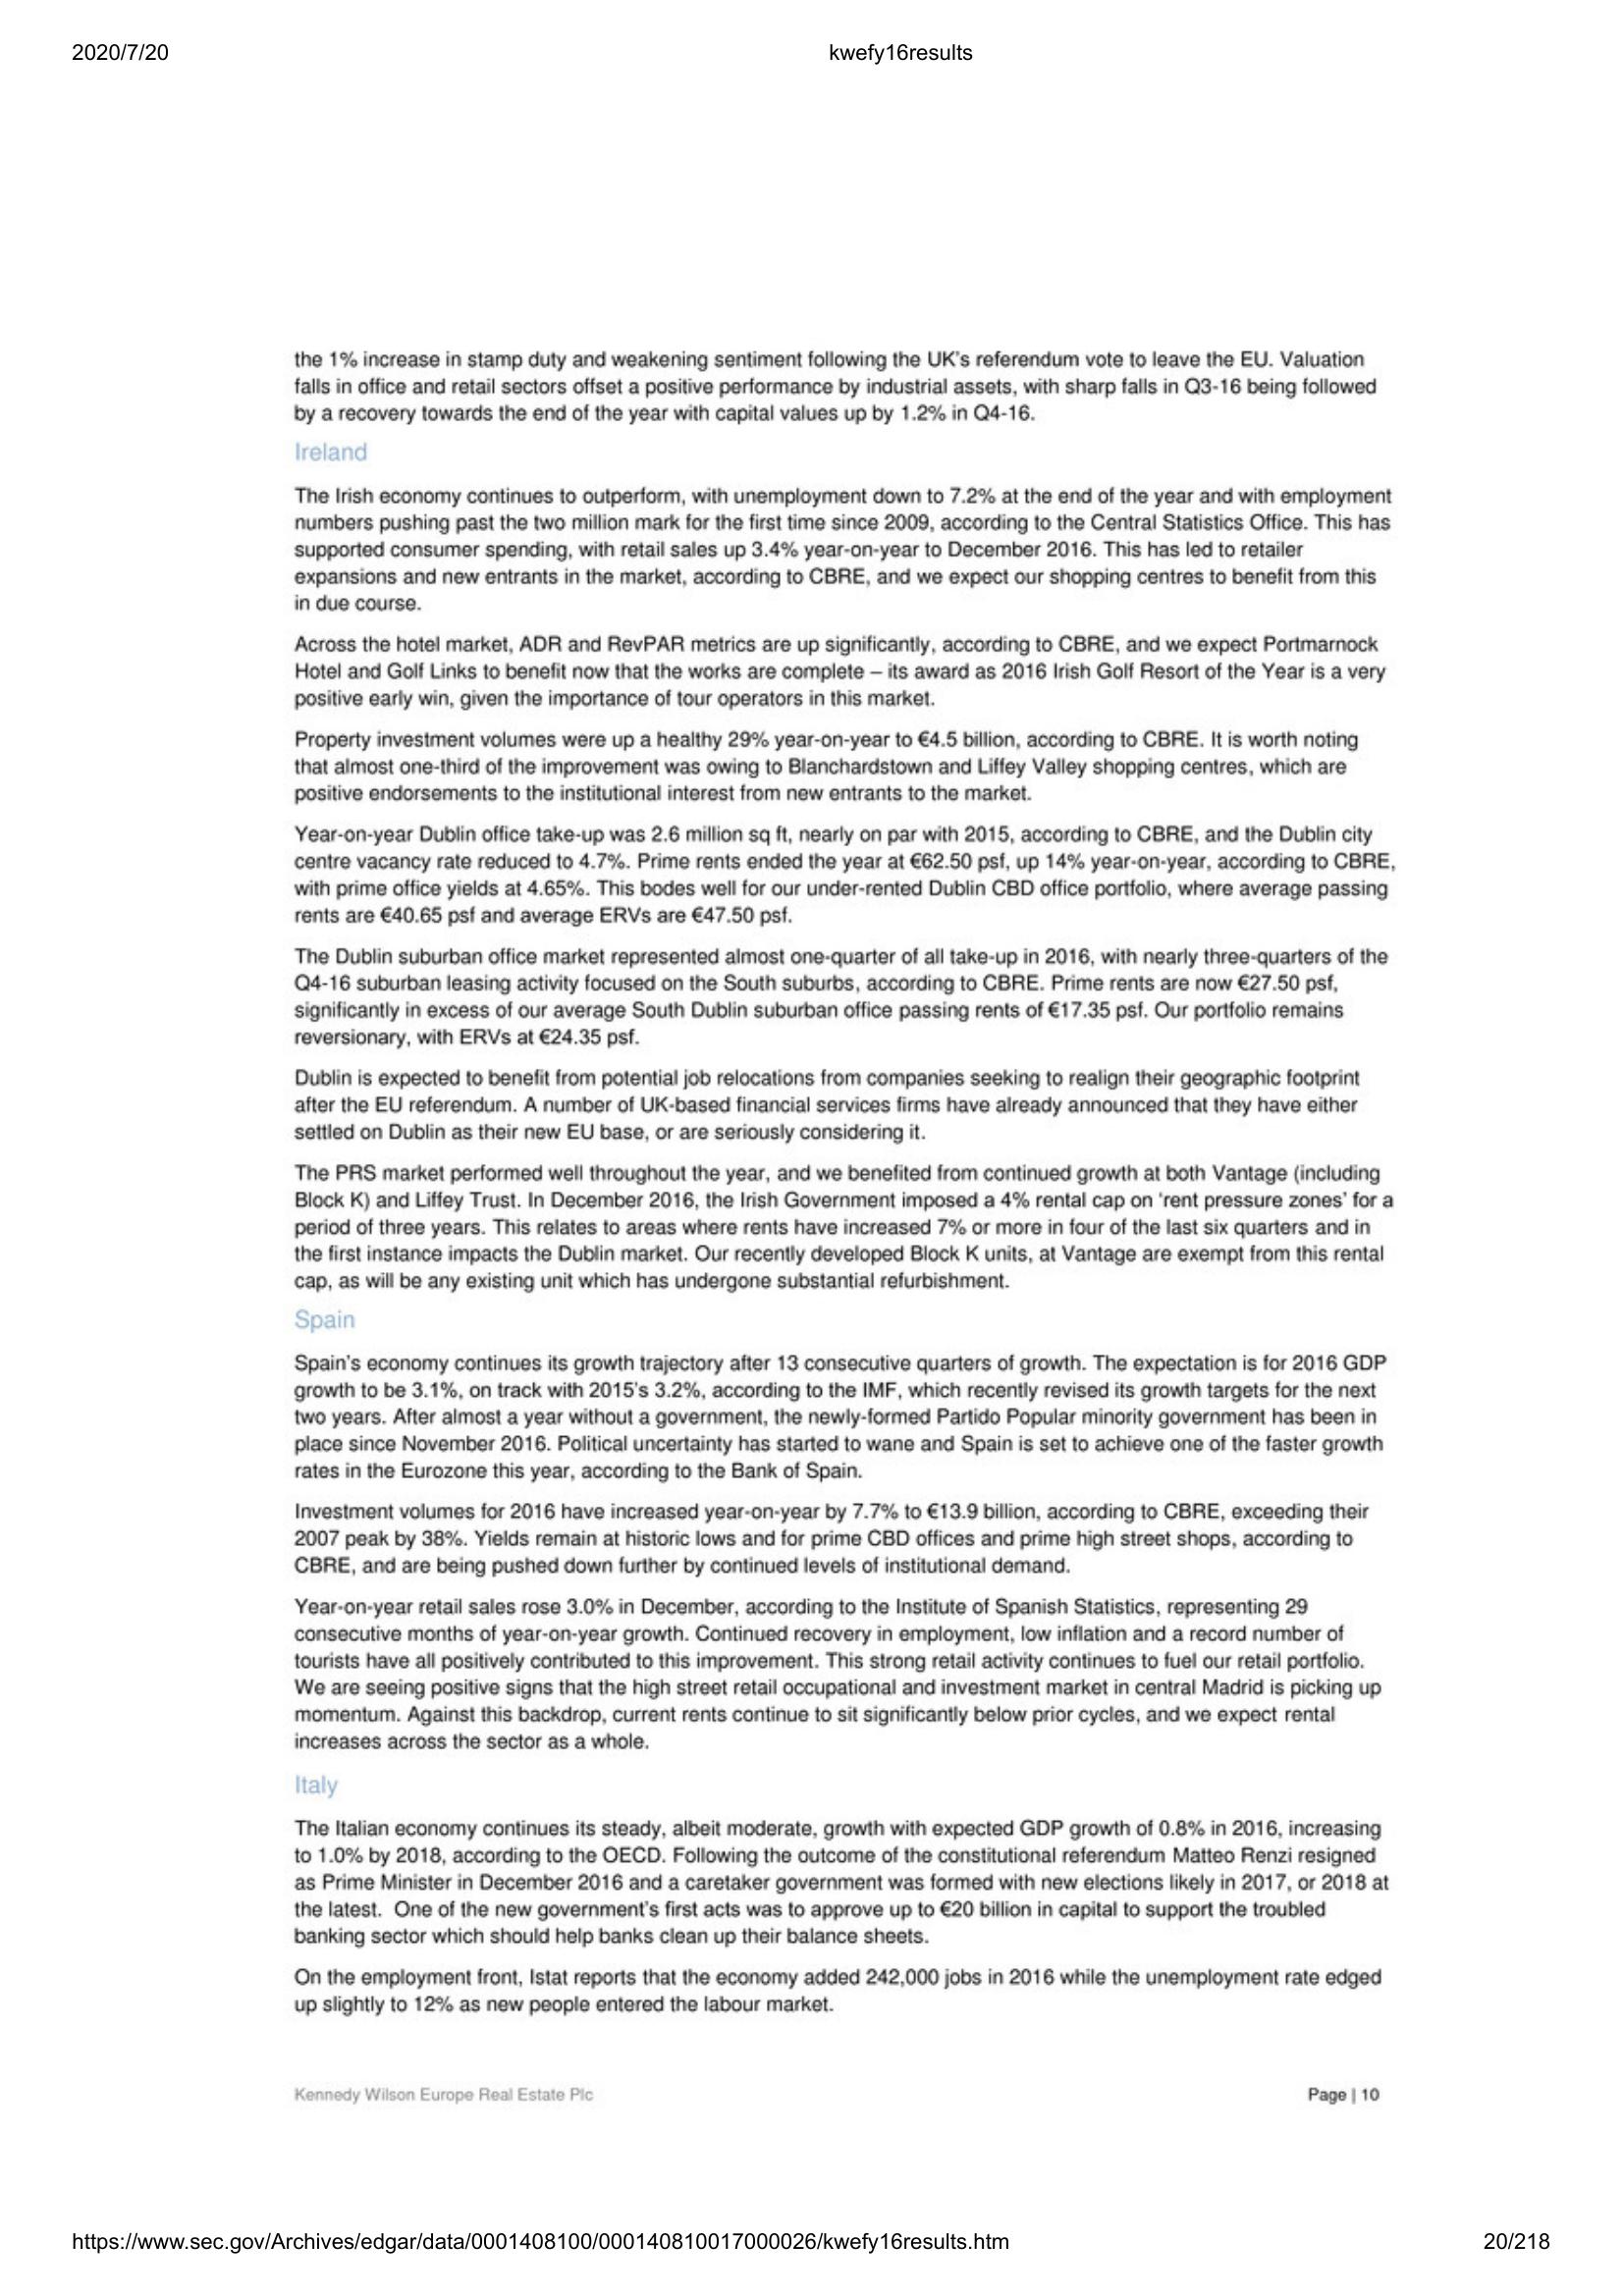 2020/7/20
kwefy16results
the 1% increase in stamp duty and weakening sentiment following the UK's referendum vote to leave the EU. Valuation
falls in office and retail sectors offset a positive performance by industrial assets, with sharp falls in Q3-16 being followed
by a recovery towards the end of the year with capital values up by 1.2% in Q4-16.
Ireland
The Irish economy continues to outperform, with unemployment down to 7.2% at the end of the year and with employment
numbers pushing past the two million mark for the first time since 2009, according to the Central Statistics Office. This has
supported consumer spending, with retail sales up 3.4% year-on-year to December 2016. This has led to retailer
expansions and new entrants in the market, according to CBRE, and we expect our shopping centres to benefit from this
in due course.
Across the hotel market, ADR and RevPAR metrics are up significantly, according to CBRE, and we expect Portmarnock
Hotel and Golf Links to benefit now that the works are complete – its award as 2016 Irish Golf Resort of the Year is a very
positive early win, given the importance of tour operators in this market.
Property investment volumes were up a healthy 29% year-on-year to €4.5 billion, according to CBRE. It is worth noting
that almost one-third of the improvement was owing to Blanchardstown and Liffey Valley shopping centres, which are
positive endorsements to the institutional interest from new entrants to the market.
Year-on-year Dublin office take-up was 2.6 million sq ft, nearly on par with 2015, according to CBRE, and the Dublin city
centre vacancy rate reduced to 4.7%. Prime rents ended the year at €62.50 psf, up 14% year-on-year, according to CBRE,
with prime office yields at 4.65%. This bodes well for our under-rented Dublin CBD office portfolio, where average passing
rents are €40.65 psf and average ERVs are €47.50 psf.
The Dublin suburban office market represented almost one-quarter of all take-up in 2016, with nearly three-quarters of the
Q4-16 suburban leasing activity focused on the South suburbs, according to CBRE. Prime rents are now €27.50 psf,
significantly in excess of our average South Dublin suburban office passing rents of €17.35 psf. Our portfolio remains
reversionary, with ERVs at €24.35 psf.
Dublin is expected to benefit from potential job relocations from companies seeking to realign their geographic footprint
after the EU referendum. A number of UK-based financial services firms have already announced that they have either
settled on Dublin as their new EU base, or are seriously considering it.
The PRS market performed well throughout the year, and we benefited from continued growth at both Vantage (including
Block K) and Liffey Trust. In December 2016, the Irish Government imposed a 4% rental cap on 'rent pressure zones' for a
period of three years. This relates to areas where rents have increased 7% or more in four of the last six quarters and in
the first instance impacts the Dublin market. Our recently developed Block K units, at Vantage are exempt from this rental
cap, as will be any existing unit which has undergone substantial refurbishment.
Spain
Spain's economy continues its growth trajectory after 13 consecutive quarters of growth. The expectation is for 2016 GDP
growth to be 3.1%, on track with 2015's 3.2%, according to the IMF, which recently revised its growth targets for the next
two years. After almost a year without a government, the newly-formed Partido Popular minority government has been in
place since November 2016. Political uncertainty has started to wane and Spain is set to achieve one of the faster growth
rates in the Eurozone this year, according to the Bank of Spain.
Investment volumes for 2016 have increased year-on-year by 7.7% to €13.9 billion, according to CBRE, exceeding their
2007 peak by 38%. Yields remain at historic lows and for prime CBD offices and prime high street shops, according to
CBRE, and are being pushed down further by continued levels of institutional demand.
Year-on-year retail sales rose 3.0% in December, according to the Institute of Spanish Statistics, representing 29
consecutive months of year-on-year growth. Continued recovery in employment, low inflation and a record number of
tourists have all positively contributed to this improvement. This strong retail activity continues to fuel our retail portfolio.
We are seeing positive signs that the high street retail occupational and investment market in central Madrid is picking up
momentum. Against this backdrop, current rents continue to sit significantly below prior cycles, and we expect rental
increases across the sector as a whole.
Italy
The Italian economy continues its steady, albeit moderate, growth with expected GDP growth of 0.8% in 2016, increasing
to 1.0% by 2018, according to the OECD. Following the outcome of the constitutional referendum Matteo Renzi resigned
as Prime Minister in December 2016 and a caretaker government was formed with new elections likely in 2017, or 2018 at
the latest.  One of the new government's first acts was to approve up to €20 billion in capital to support the troubled
banking sector which should help banks clean up their balance sheets.
On the employment front, Istat reports that the economy added 242,000 jobs in 2016 while the unemployment rate edged
up slightly to 12% as new people entered the labour market.
Kennedy Wilson Europe Real Estate Plc
Page | 10
https://www.sec.gov/Archives/edgar/data/0001408100/000140810017000026/kwefy16results.htm
20/218